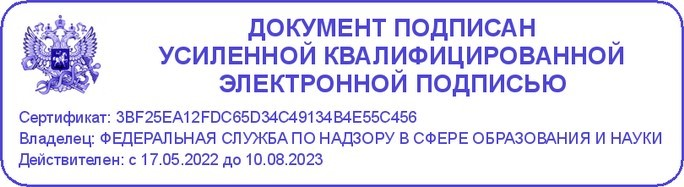 ДОКУМЕНТ ПОДПИСАН
УСИЛЕННОЙ КВАЛИФИЦИРОВАННОЙ
ЭЛЕКТРОННОЙ ПОДПИСЬЮ
Сертификат: 3BF25EA12FDC65D34C49134B4E55C456
Владелец: ФЕДЕРАЛЬНАЯ СЛУЖБА ПО НАДЗОРУ В СФЕРЕ ОБРАЗОВАНИЯ И НАУКИ
Действителен: с 17.05.2022 до 10.08.2023